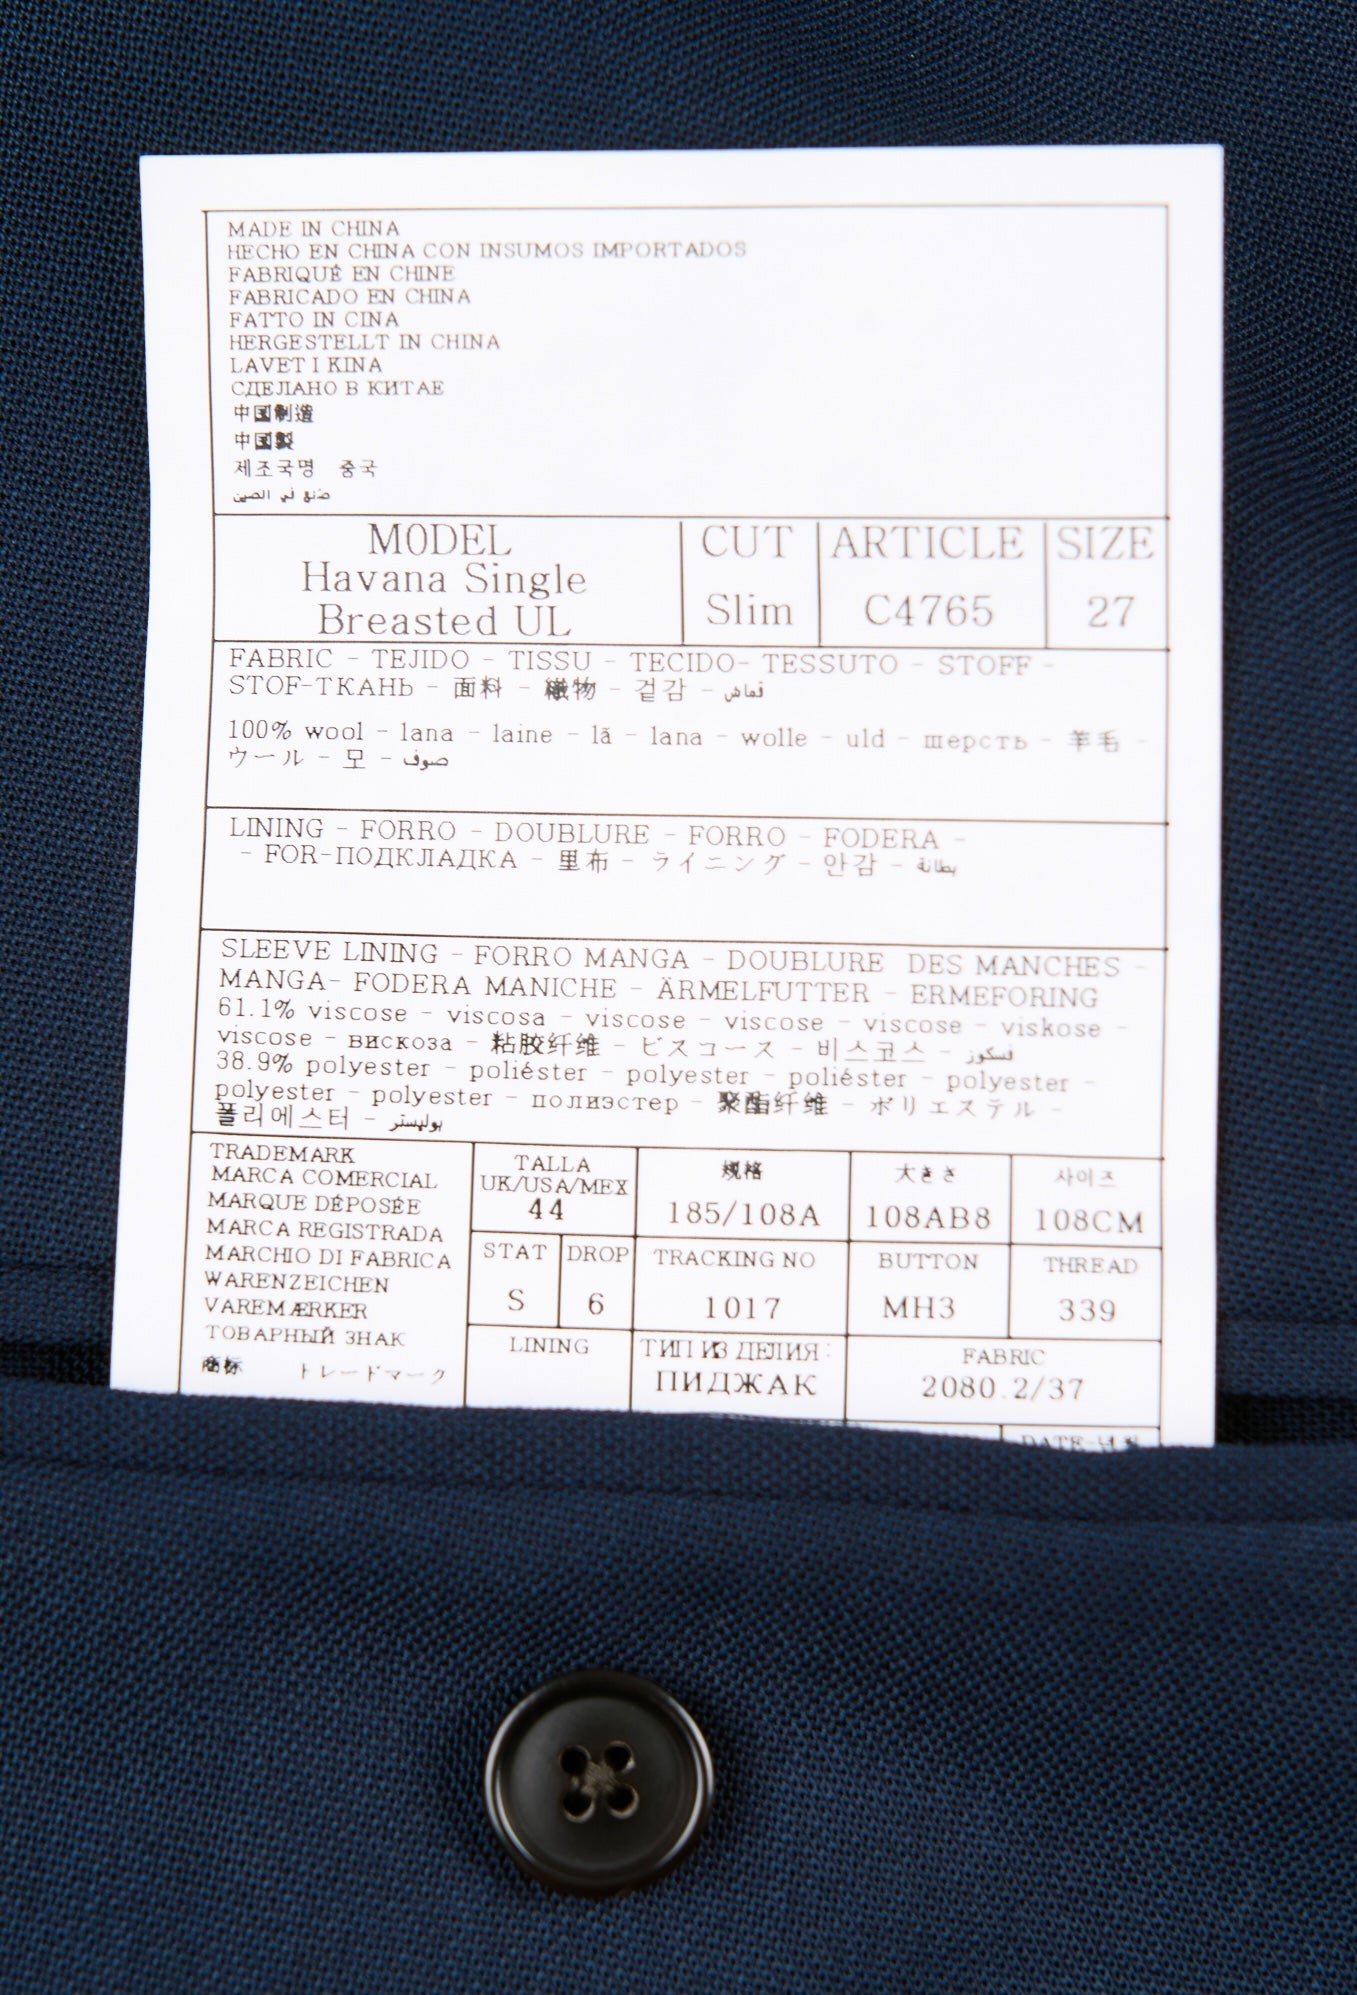 MADE IN CHINA
HECHO EN CHINA CON INSUMOS IMPORTADOS
FABRIQUÉ EN CHINE
FABRICADO EN CHINA
FATTO IN CINA
HERGESTELLT IN CHINA
LAVET I KINA
СДЕЛАНО В КИТАЕ
中国制造
中国製
제조국명 중국
صنع في الصين
MODEL
Havana Single
Breasted UL
CUT
Slim
ARTICLE
C4765
SIZE
27
FABRIC - TEJIDO - TISSU - TECIDO- TESSUTO - STOFF -
STOF-ТКАНЬ - 面料 - 織物 - 겉감 - قماش
100% wool - lana - laine - lã - lana - wolle - uld - шерсть - 羊毛 -
ウール - 모 - صوف
LINING - FORRO - DOUBLURE - FORRO - FODERA -
- FOR-ПОДКЛАДКА - 里布 - ライニング - 안감 - بطانة
SLEEVE LINING - FORRO MANGA - DOUBLURE DES MANCHES -
MANGA- FODERA MANICHE - ÄRMELFUTTER - ERMEFORING
61.1% viscose - viscosa - viscose - viscose - viscose - viskose -
viscose - вискоза - 粘胶纤维 - ビスコース - 비스코스 - فسكوز
38.9% polyester - poliéster - polyester - poliéster - polyester -
polyester - polyester - полиэстер - 聚酯纤维 - ポリエステル -
폴리에스터 - بوليستر
TRADEMARK
MARCA COMERCIAL
MARQUE DÉPOSÉE
MARCA REGISTRADA
MARCHIO DI FABRICA
WARENZEICHEN
VAREMÆRKER
ТОВАРНЫЙ ЗНАК
商标 トレードマーク
TALLA
UK/USA/MEX
44
规格
185/108A
大きさ
108AB8
사이즈
108CM
STAT
S
DROP
6
TRACKING NO
1017
BUTTON
MH3
THREAD
339
LINING
ТИП ИЗДЕЛИЯ:
ПИДЖАК
FABRIC
2080.2/37
DATE-년월